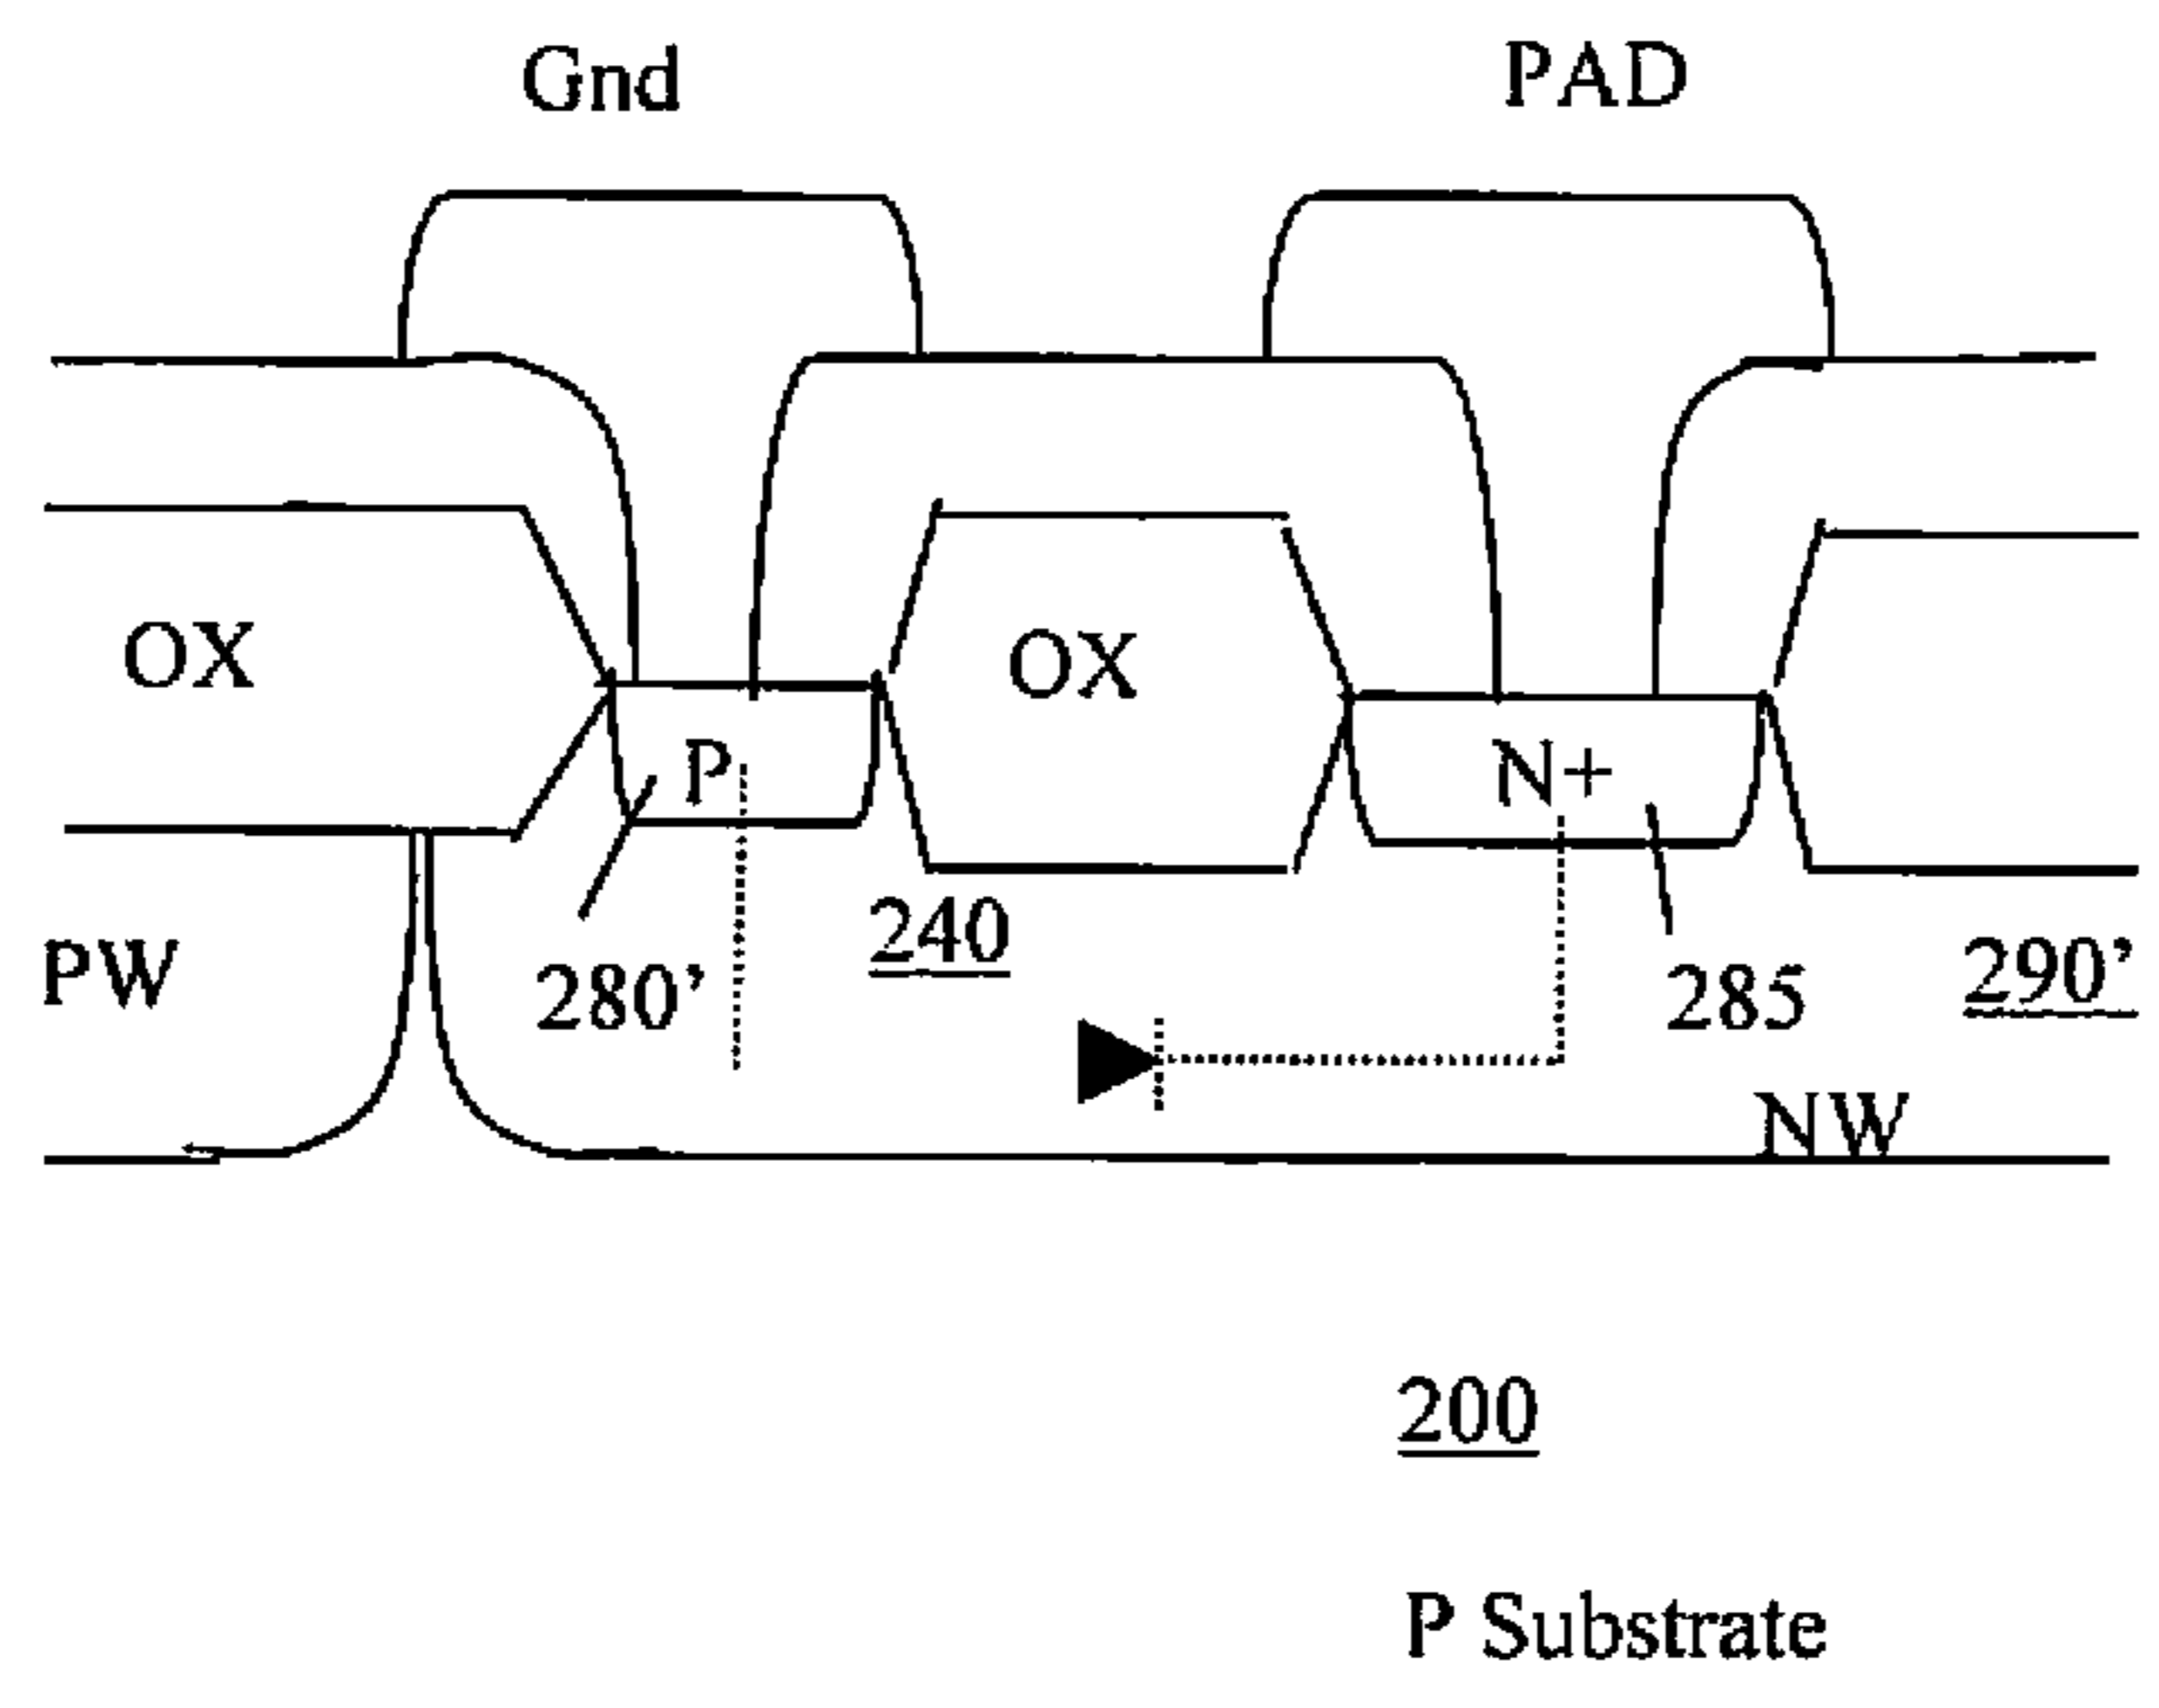 Gnd PAD
OX OX
P N+
PW 280’ 240 285 290’
NW
200
P Substrate